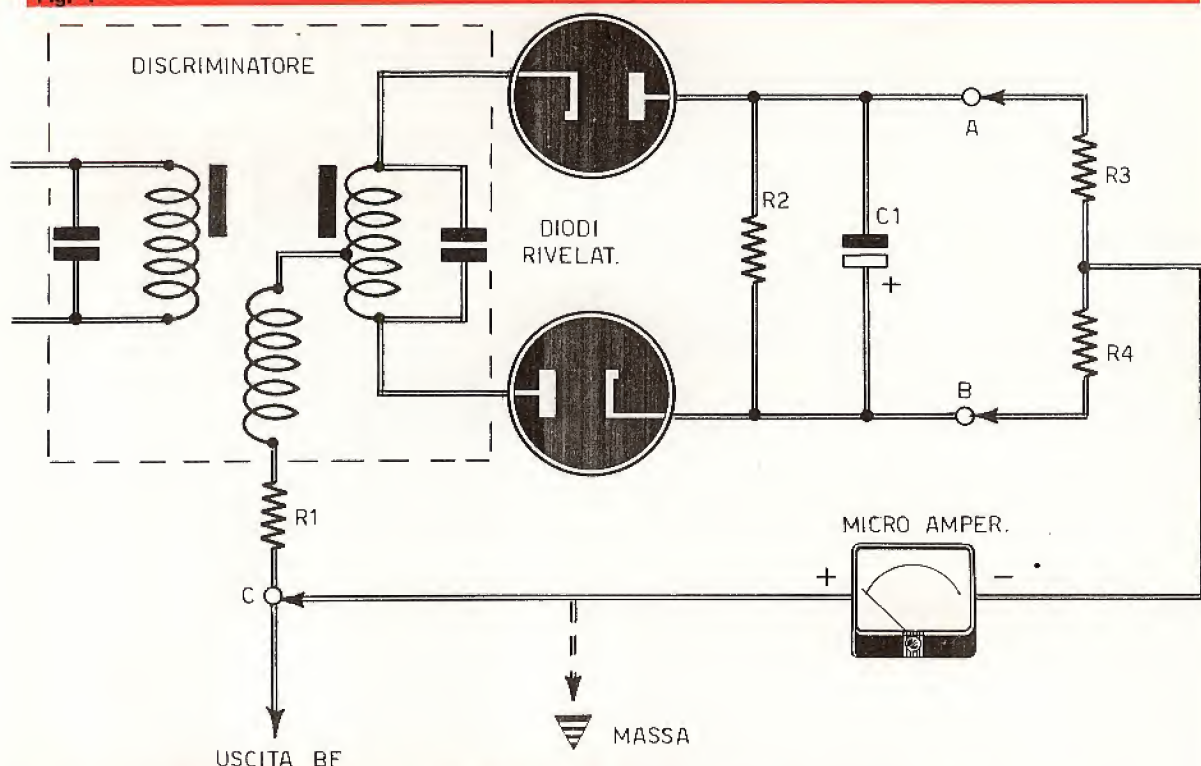 DISCRIMINATORE
DIODI
RIVELAT.
R2
C1
+
A
R3
R4
B
R1
C
MICRO AMPER.
+
-
MASSA
USCITA BF